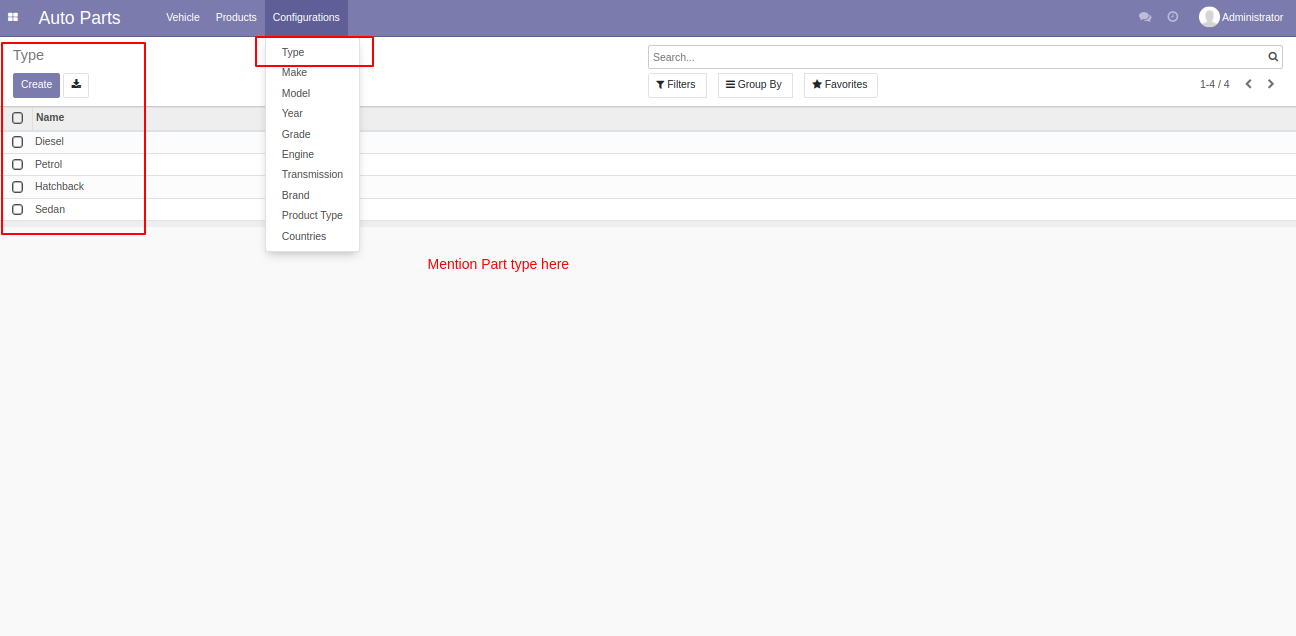 Auto Parts Vehicle Products Configurations Administrator
Type
Create
Search...
Filters Group By Favorites 1-4 / 4
Name
Diesel
Petrol
Hatchback
Sedan
Type
Make
Model
Year
Grade
Engine
Transmission
Brand
Product Type
Countries
Mention Part type here